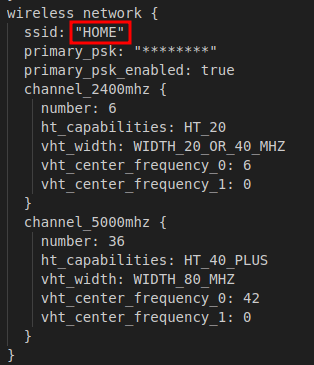 wireless_network {
ssid: "HOME"
primary_psk: "********"
primary_psk_enabled: true
channel_2400mhz {
number: 6
ht_capabilities: HT_20
vht_width: WIDTH_20_OR_40_MHZ
vht_center_frequency_0: 6
vht_center_frequency_1: 0
}
channel_5000mhz {
number: 36
ht_capabilities: HT_40_PLUS
vht_width: WIDTH_80_MHZ
vht_center_frequency_0: 42
vht_center_frequency_1: 0
}
}